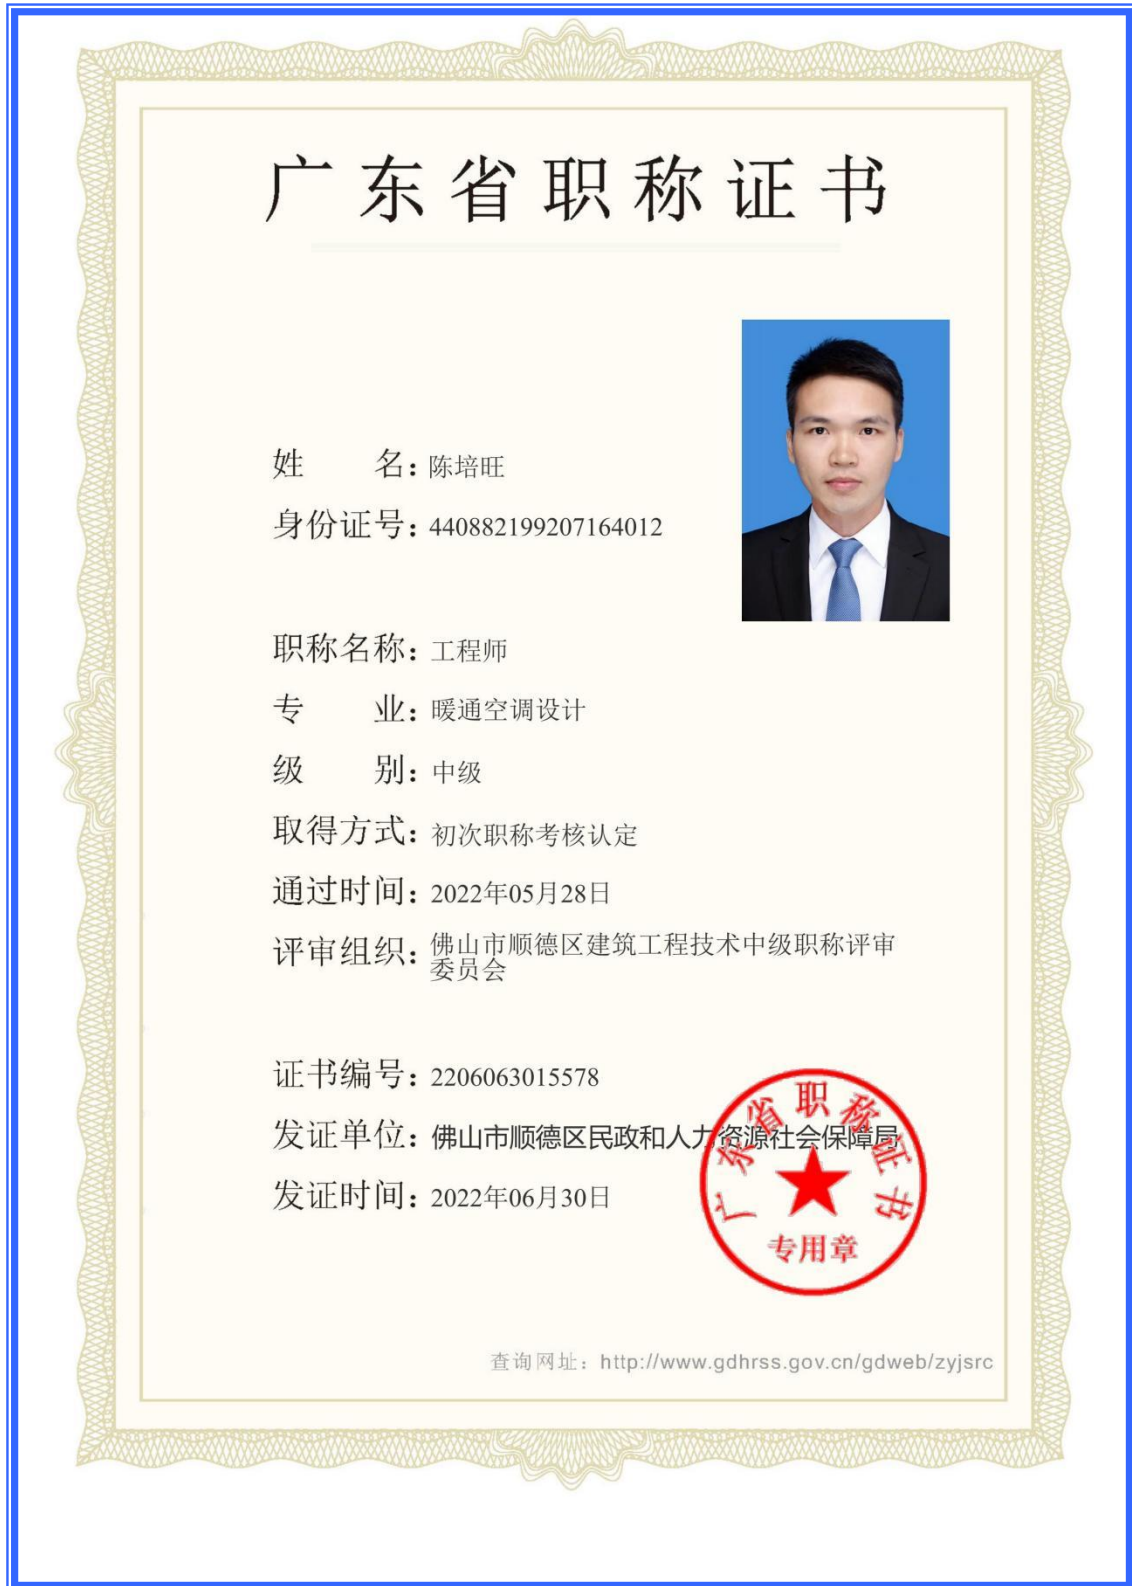 广东省职称证书
姓 名：陈培旺
身份证号：440882199207164012
职称名称：工程师
专 业：暖通空调设计
级 别：中级
取得方式：初次职称考核认定
通过时间：2022年05月28日
评审组织：佛山市顺德区建筑工程技术中级职称评审
委员会
证书编号：2206063015578
发证单位：佛山市顺德区民政和人力资源社会保障局
发证时间：2022年06月30日
广东省职称证书
专用章
查询网址：http://www.gdhrss.gov.cn/gdweb/zyjsrc